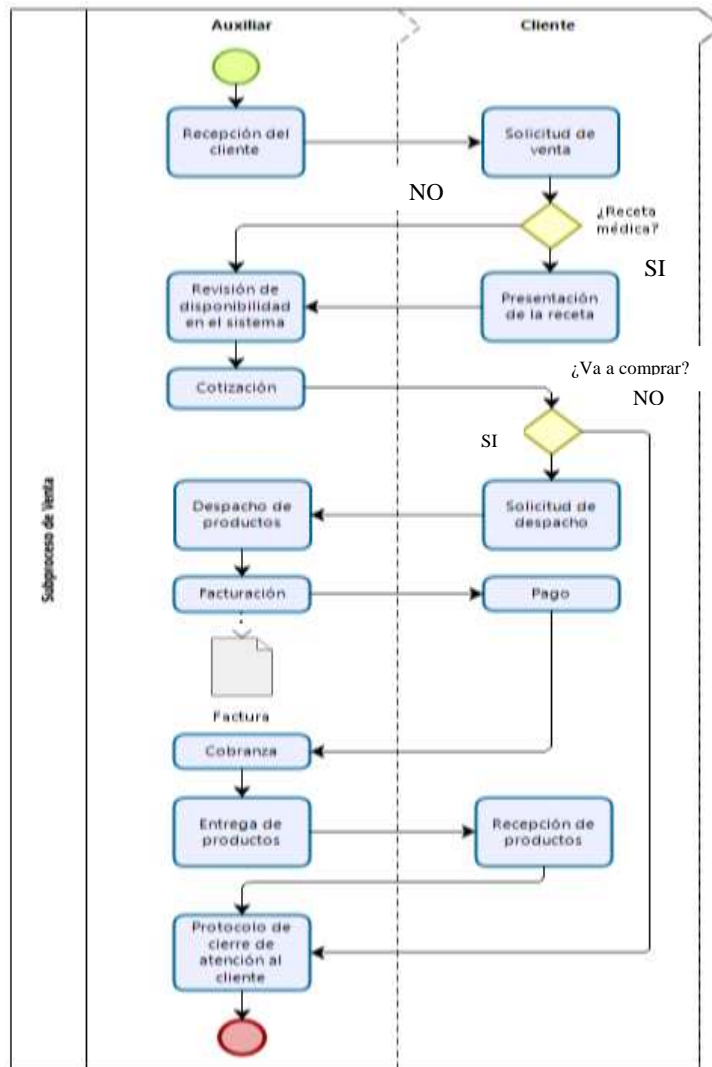 Auxiliar
Cliente
Recepción del
cliente
Solicitud de
venta
NO
¿Receta
médica?
SI
Revisión de
disponibilidad
en el sistema
Presentación
de la receta
¿Va a comprar?
Cotización
NO
SI
Despacho de
productos
Solicitud de
despacho
Subproceso de Venta
Facturación
Pago
Factura
Cobranza
Entrega de
productos
Recepción de
productos
Protocolo de
cierre de
atención al
cliente